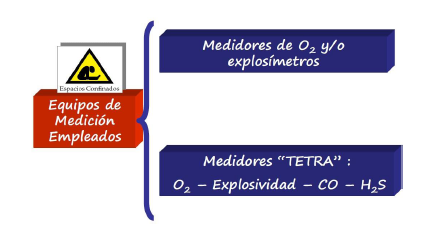 Espacios Confinados
Equipos de
Medición
Empleados
Medidores de O₂ y/o
explosímetros
Medidores “TETRA” :
O₂ – Explosividad – CO – H₂S